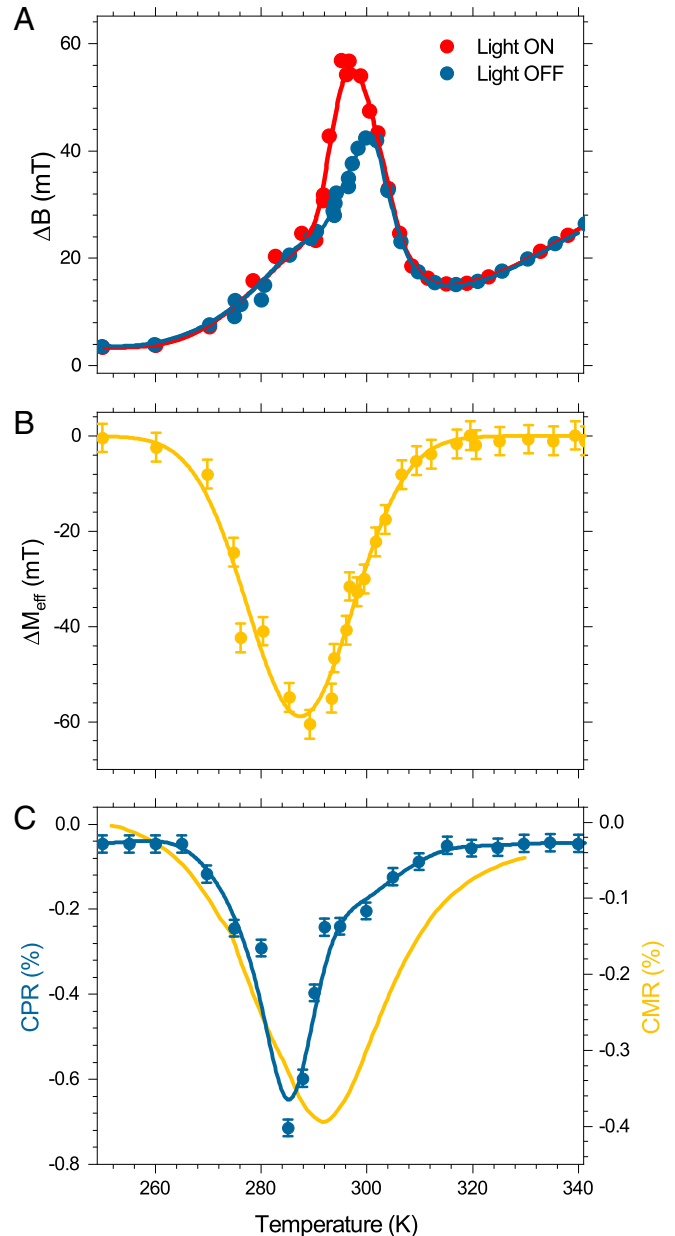 A
60
40
20
0
ΔB (mT)
Light ON
Light OFF
B
0
-20
-40
-60
ΔM_eff (mT)
C
0.0
-0.2
-0.4
-0.6
-0.8
CPR (%)
0.0
-0.1
-0.2
-0.3
-0.4
CMR (%)
260 280 300 320 340
Temperature (K)